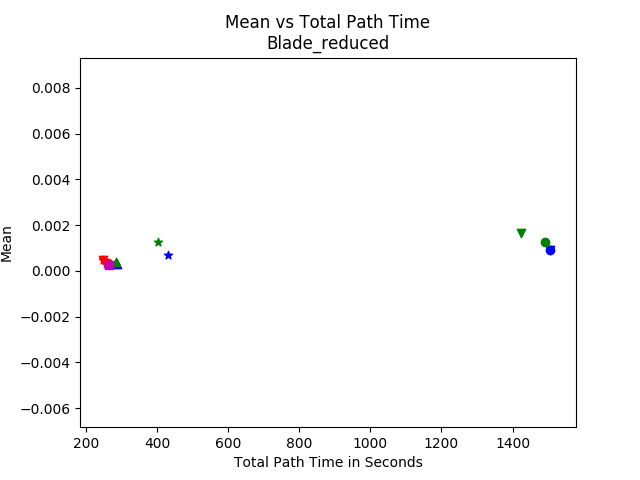 Mean vs Total Path Time
Blade_reduced
0.008
0.006
0.004
0.002
0.000
−0.002
−0.004
−0.006
Mean
200 400 600 800 1000 1200 1400
Total Path Time in Seconds